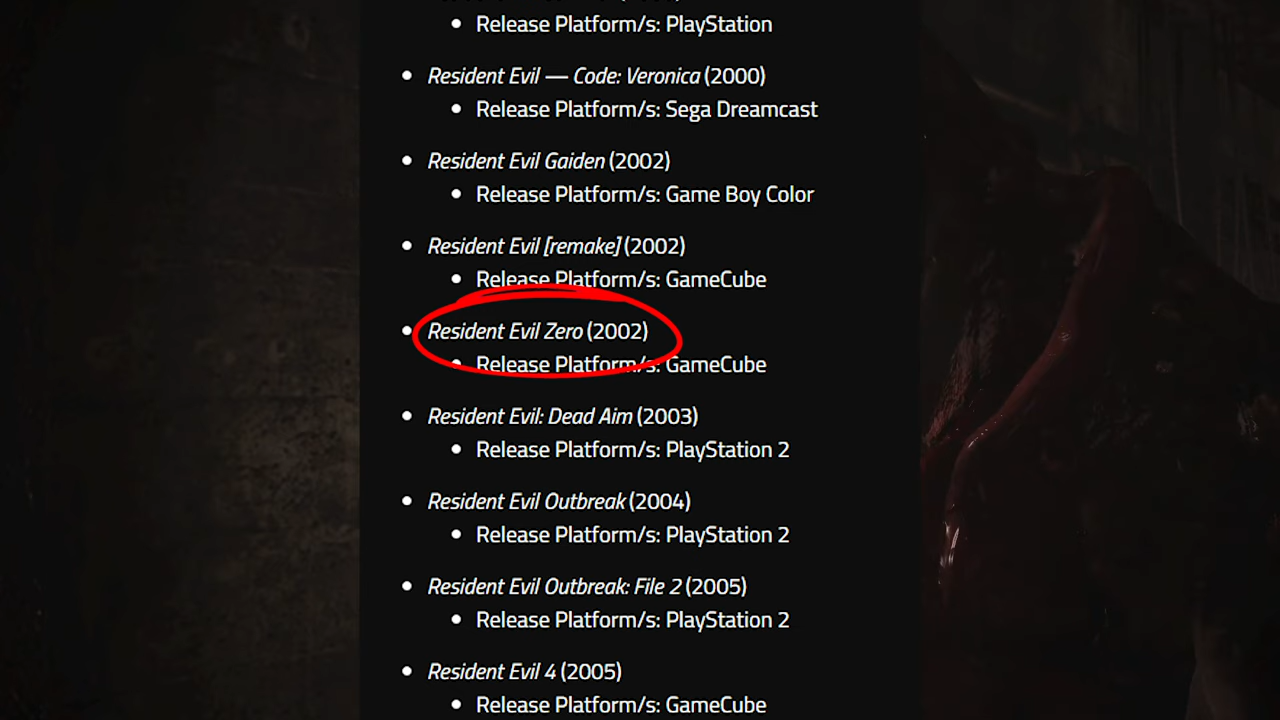 Release Platform/s: PlayStation
Resident Evil — Code: Veronica (2000)
Release Platform/s: Sega Dreamcast
Resident Evil Gaiden (2002)
Release Platform/s: Game Boy Color
Resident Evil [remake] (2002)
Release Platform/s: GameCube
Resident Evil Zero (2002)
Release Platform/s: GameCube
Resident Evil: Dead Aim (2003)
Release Platform/s: PlayStation 2
Resident Evil Outbreak (2004)
Release Platform/s: PlayStation 2
Resident Evil Outbreak: File 2 (2005)
Release Platform/s: PlayStation 2
Resident Evil 4 (2005)
Release Platform/s: GameCube